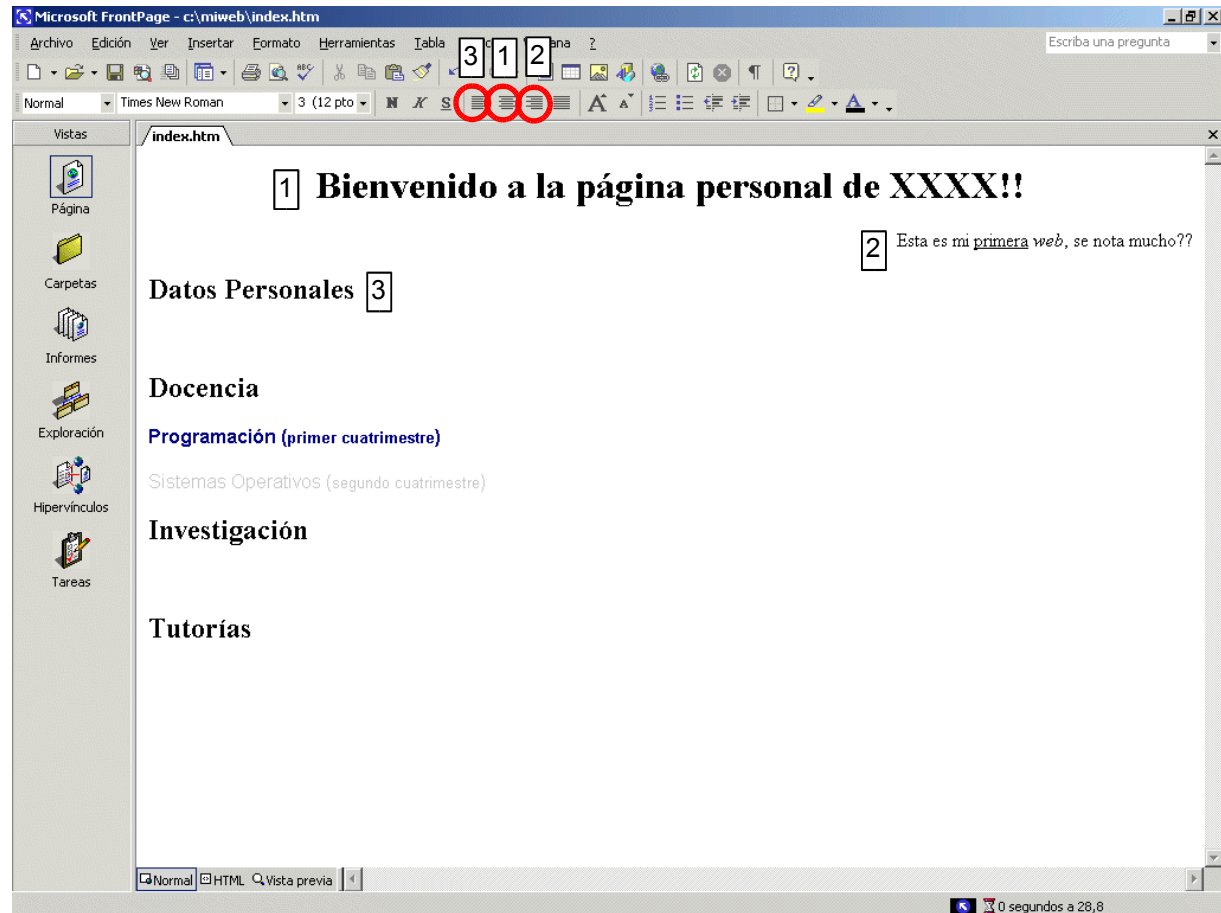 Microsoft FrontPage - c:\miweb\index.htm
Archivo Edición Ver Insertar Formato Herramientas Tabla ana ?
Escriba una pregunta
3 1 2
Normal Times New Roman 3 (12 pto N K S
Vistas
index.htm
Página
Carpetas
Informes
Exploración
Hipervínculos
Tareas
1 Bienvenido a la página personal de XXXX!!
2 Esta es mi primera web, se nota mucho??
Datos Personales 3
Docencia
Programación (primer cuatrimestre)
Sistemas Operativos (segundo cuatrimestre)
Investigación
Tutorías
Normal HTML Vista previa
0 segundos a 28,8